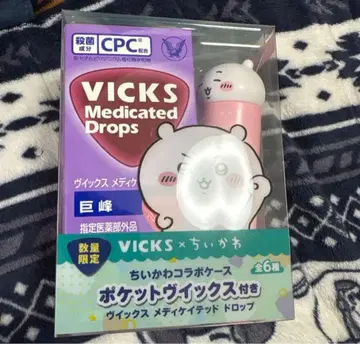 殺菌成分 CPC®配合
VICKS
Medicated
Drops
ヴイックス メディケ
巨峰
指定医薬部外品
数量限定
VICKS×ちいかわ
ちいかわコラボケース
全6種
ポケットヴイックス付き
ヴイックス メディケイテッド ドロップ